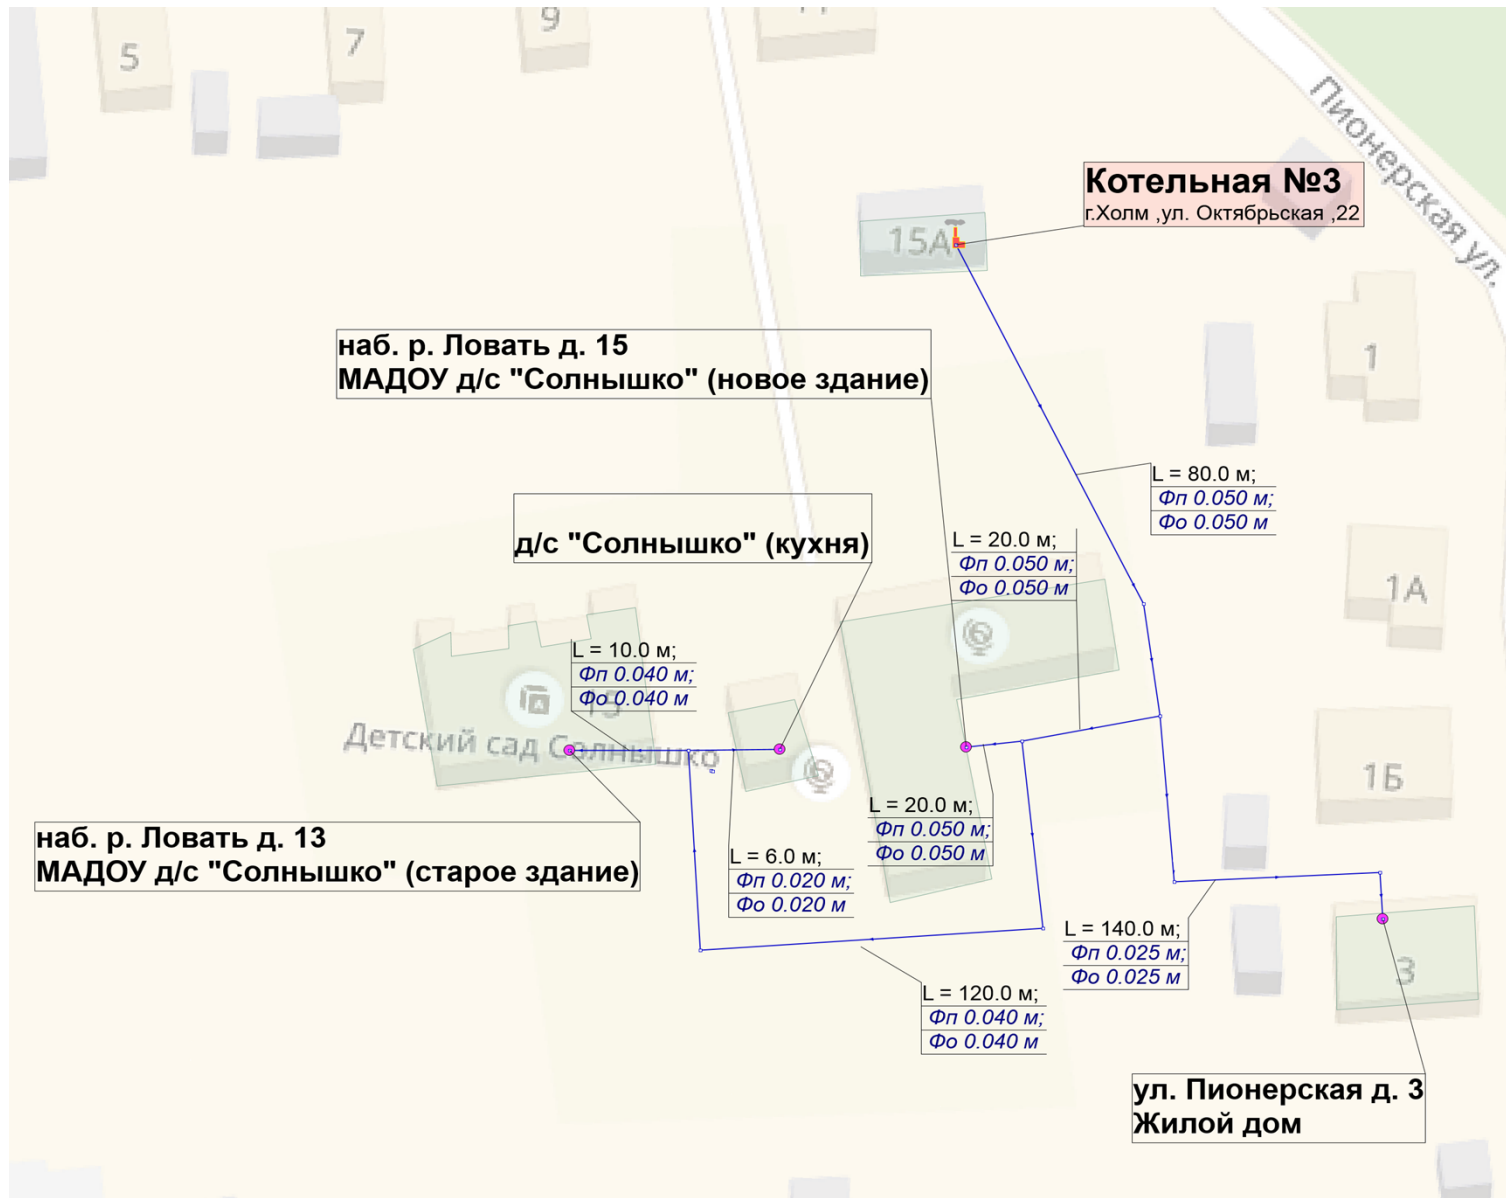 5
7
9
Пионерская ул.
Котельная №3
г.Холм ,ул. Октябрьская ,22
15А
1
наб. р. Ловать д. 15
МАДОУ д/с "Солнышко" (новое здание)
L = 80.0 м;
Фп 0.050 м;
Фо 0.050 м
д/с "Солнышко" (кухня)
L = 20.0 м;
Фп 0.050 м;
Фо 0.050 м
1А
L = 10.0 м;
Фп 0.040 м;
Фо 0.040 м
15
Детский сад Солнышко
1Б
L = 20.0 м;
Фп 0.050 м;
Фо 0.050 м
наб. р. Ловать д. 13
МАДОУ д/с "Солнышко" (старое здание)
L = 6.0 м;
Фп 0.020 м;
Фо 0.020 м
L = 140.0 м;
Фп 0.025 м;
Фо 0.025 м
3
L = 120.0 м;
Фп 0.040 м;
Фо 0.040 м
ул. Пионерская д. 3
Жилой дом